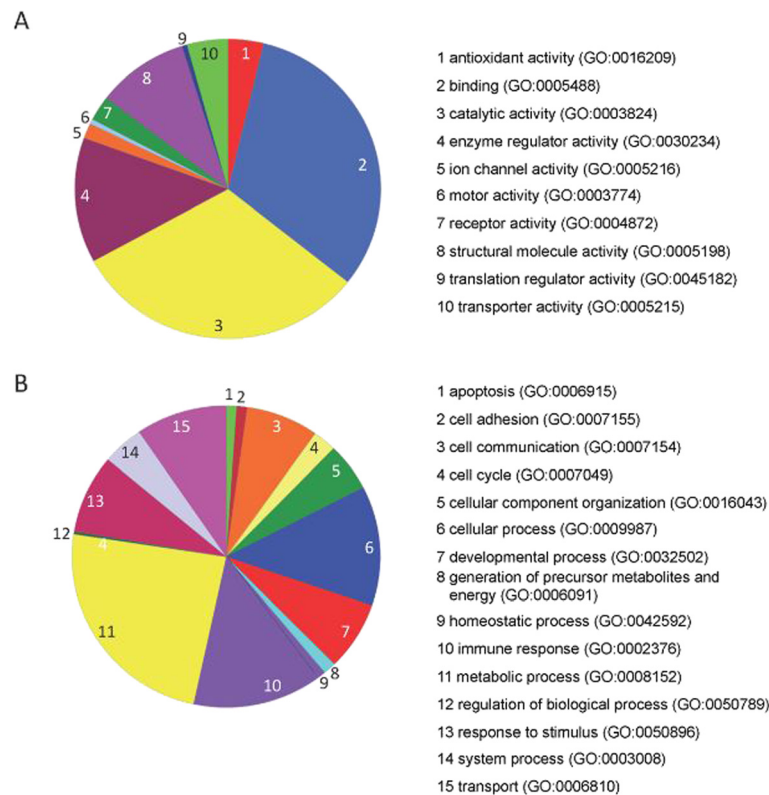 A
9
10
1
8
7
6
5
2
4
3
1 antioxidant activity (GO:0016209)
2 binding (GO:0005488)
3 catalytic activity (GO:0003824)
4 enzyme regulator activity (GO:0030234)
5 ion channel activity (GO:0005216)
6 motor activity (GO:0003774)
7 receptor activity (GO:0004872)
8 structural molecule activity (GO:0005198)
9 translation regulator activity (GO:0045182)
10 transporter activity (GO:0005215)
B
1
2
15
3
14
4
5
13
12
4
6
11
7
10
9
8
1 apoptosis (GO:0006915)
2 cell adhesion (GO:0007155)
3 cell communication (GO:0007154)
4 cell cycle (GO:0007049)
5 cellular component organization (GO:0016043)
6 cellular process (GO:0009987)
7 developmental process (GO:0032502)
8 generation of precursor metabolites and
energy (GO:0006091)
9 homeostatic process (GO:0042592)
10 immune response (GO:0002376)
11 metabolic process (GO:0008152)
12 regulation of biological process (GO:0050789)
13 response to stimulus (GO:0050896)
14 system process (GO:0003008)
15 transport (GO:0006810)